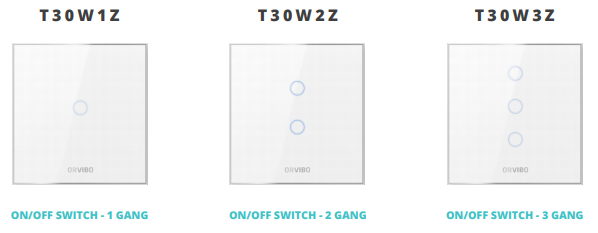 T30W1Z
T30W2Z
T30W3Z
ORVIBO
ORVIBO
ORVIBO
ON/OFF SWITCH - 1 GANG
ON/OFF SWITCH - 2 GANG
ON/OFF SWITCH - 3 GANG